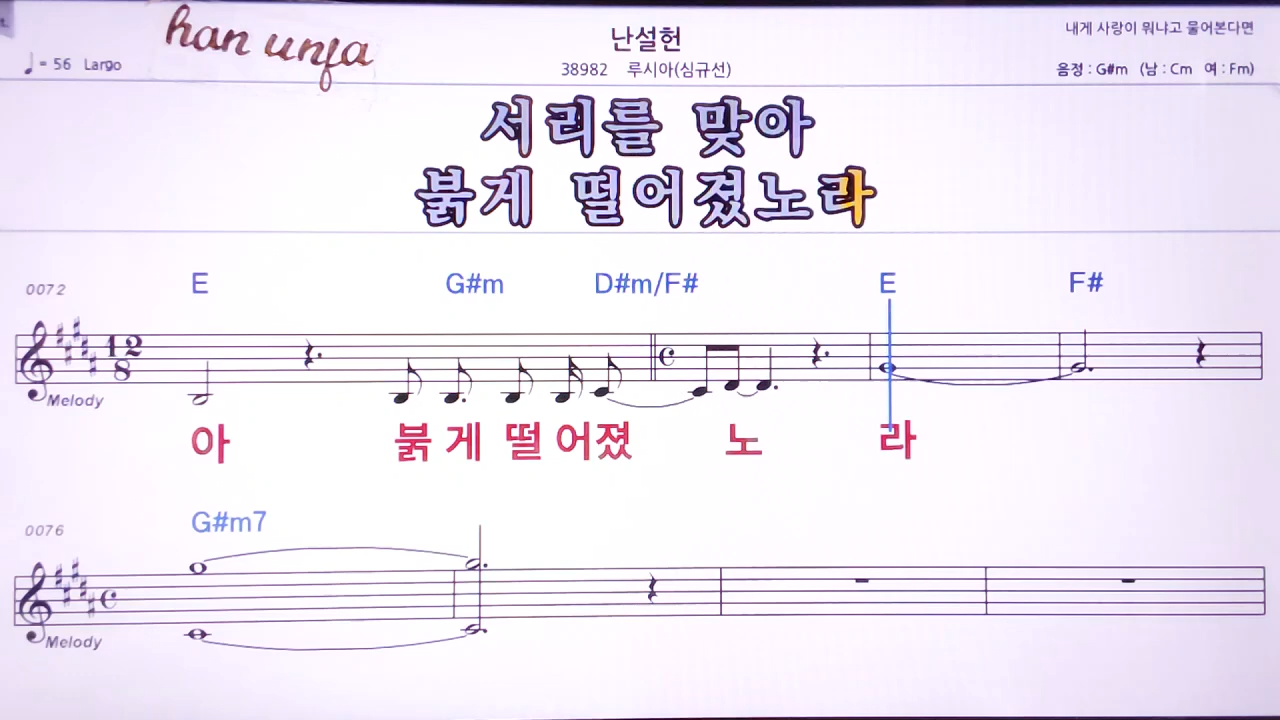 han unfa
난설헌
내게 사랑이 뭐냐고 물어본다면
♩= 56 Largo
38982 루시아(심규선)
음정 : G#m (남 : Cm 여 : Fm)
서리를 맞아
붉게 떨어졌노라
0072 E G#m D#m/F# E F#
12
8
Melody
아 붉 게 떨 어졌 노 라
0076 G#m7
Melody